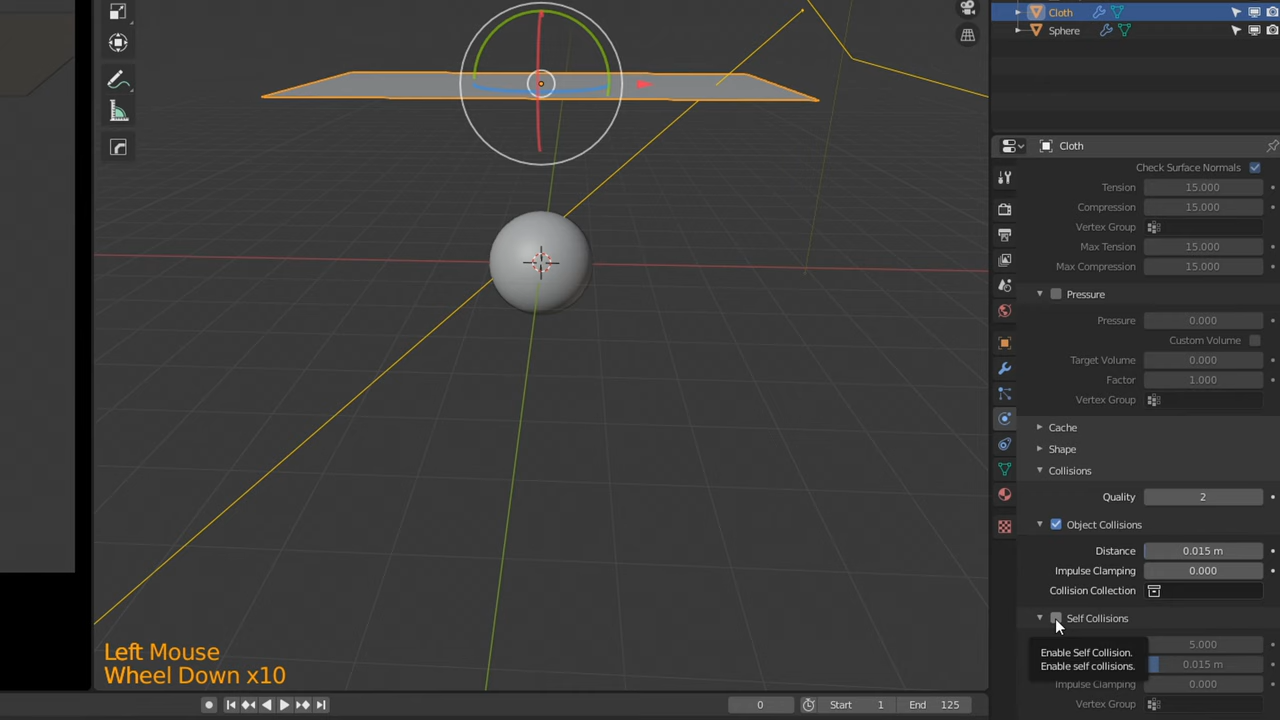 Cloth
Sphere
Cloth
Check Surface Normals
Tension 15.000
Compression 15.000
Vertex Group
Max Tension 15.000
Max Compression 15.000
Pressure
Pressure 0.000
Custom Volume
Target Volume 0.000
Factor 1.000
Vertex Group
Cache
Shape
Collisions
Quality 2
Object Collisions
Distance 0.015 m
Impulse Clamping 0.000
Collision Collection
Self Collisions
5.000
Enable Self Collision.
Enable self collisions.
0.015 m
Impulse Clamping 0.000
Vertex Group
Left Mouse
Wheel Down x10
0 Start 1 End 125